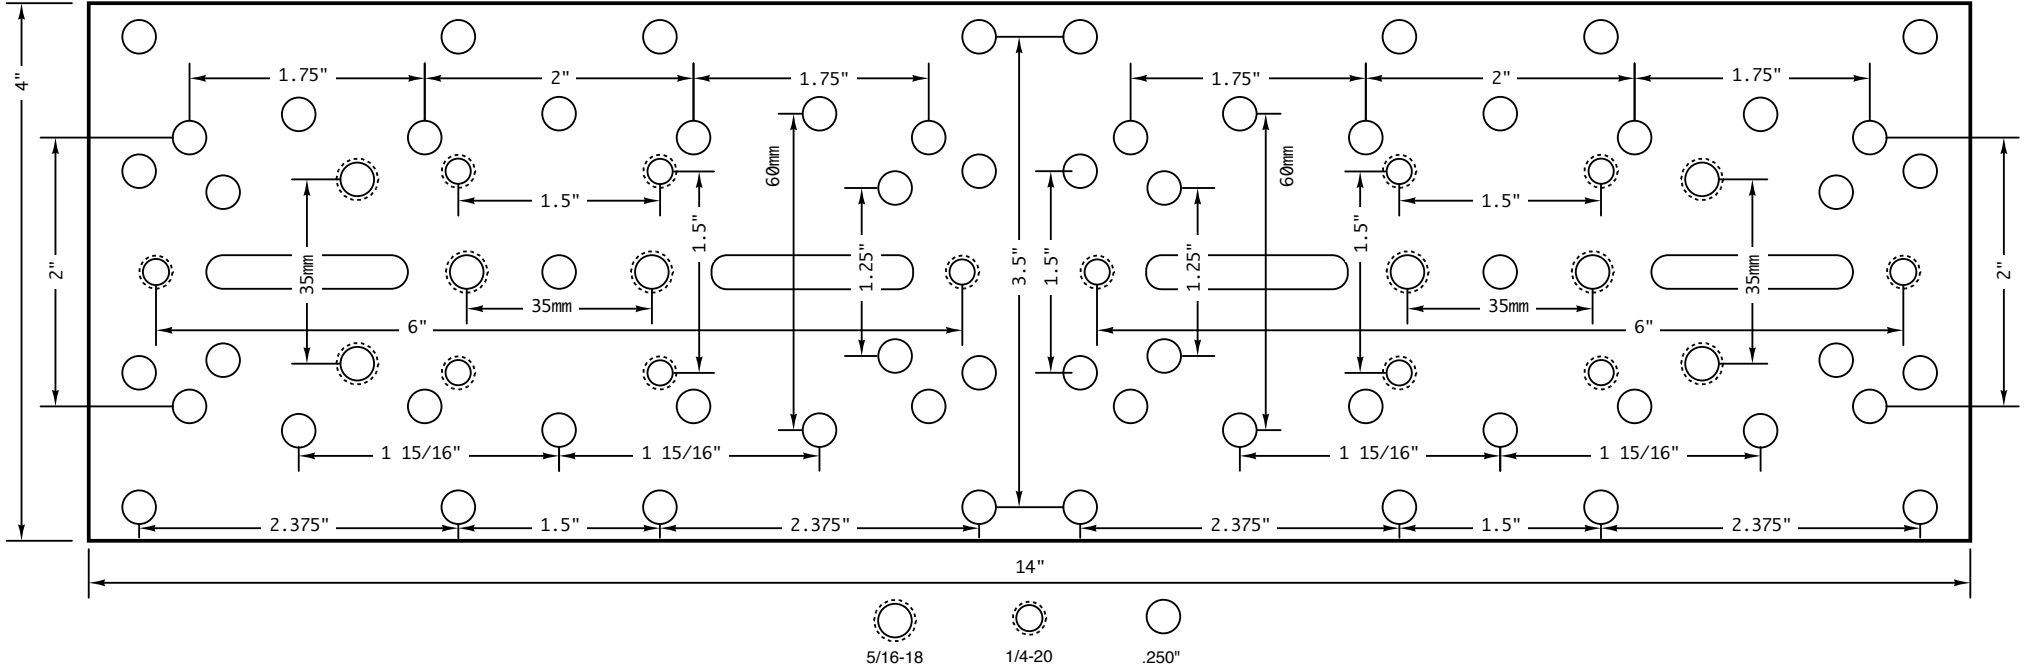 1.75" 2" 1.75" 1.75" 2" 1.75"
4"
60mm 60mm
1.5" 1.5"
1.5" 1.5"
2" 35mm 1.25" 3.5" 1.5" 1.25" 35mm 2"
35mm 35mm
6" 6"
1 15/16" 1 15/16" 1 15/16" 1 15/16"
2.375" 1.5" 2.375" 2.375" 1.5" 2.375"
14"
5/16-18 1/4-20 .250"